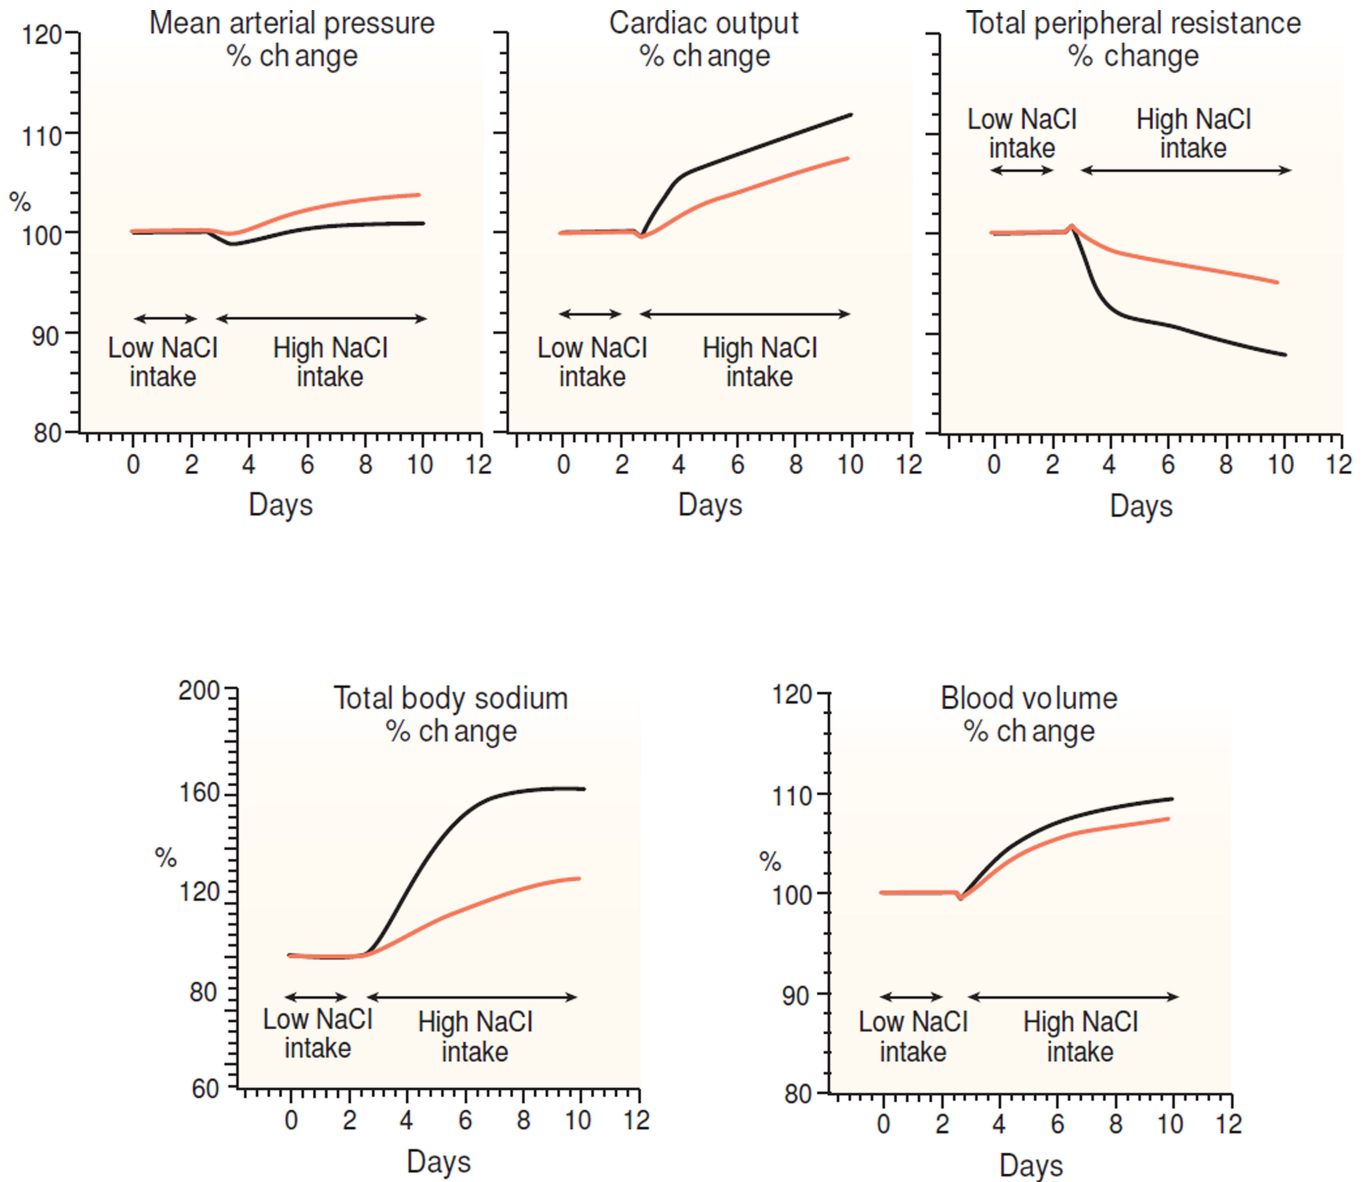 Mean arterial pressure
% change
120
110
%
100
90
80
Low NaCl
intake
High NaCl
intake
0 2 4 6 8 10 12
Days
Cardiac output
% change
Low NaCl
intake
High NaCl
intake
0 2 4 6 8 10 12
Days
Total peripheral resistance
% change
Low NaCl
intake
High NaCl
intake
0 2 4 6 8 10 12
Days
Total body sodium
% change
200
160
%
120
80
60
Low NaCl
intake
High NaCl
intake
0 2 4 6 8 10 12
Days
Blood volume
% change
120
110
%
100
90
80
Low NaCl
intake
High NaCl
intake
0 2 4 6 8 10 12
Days